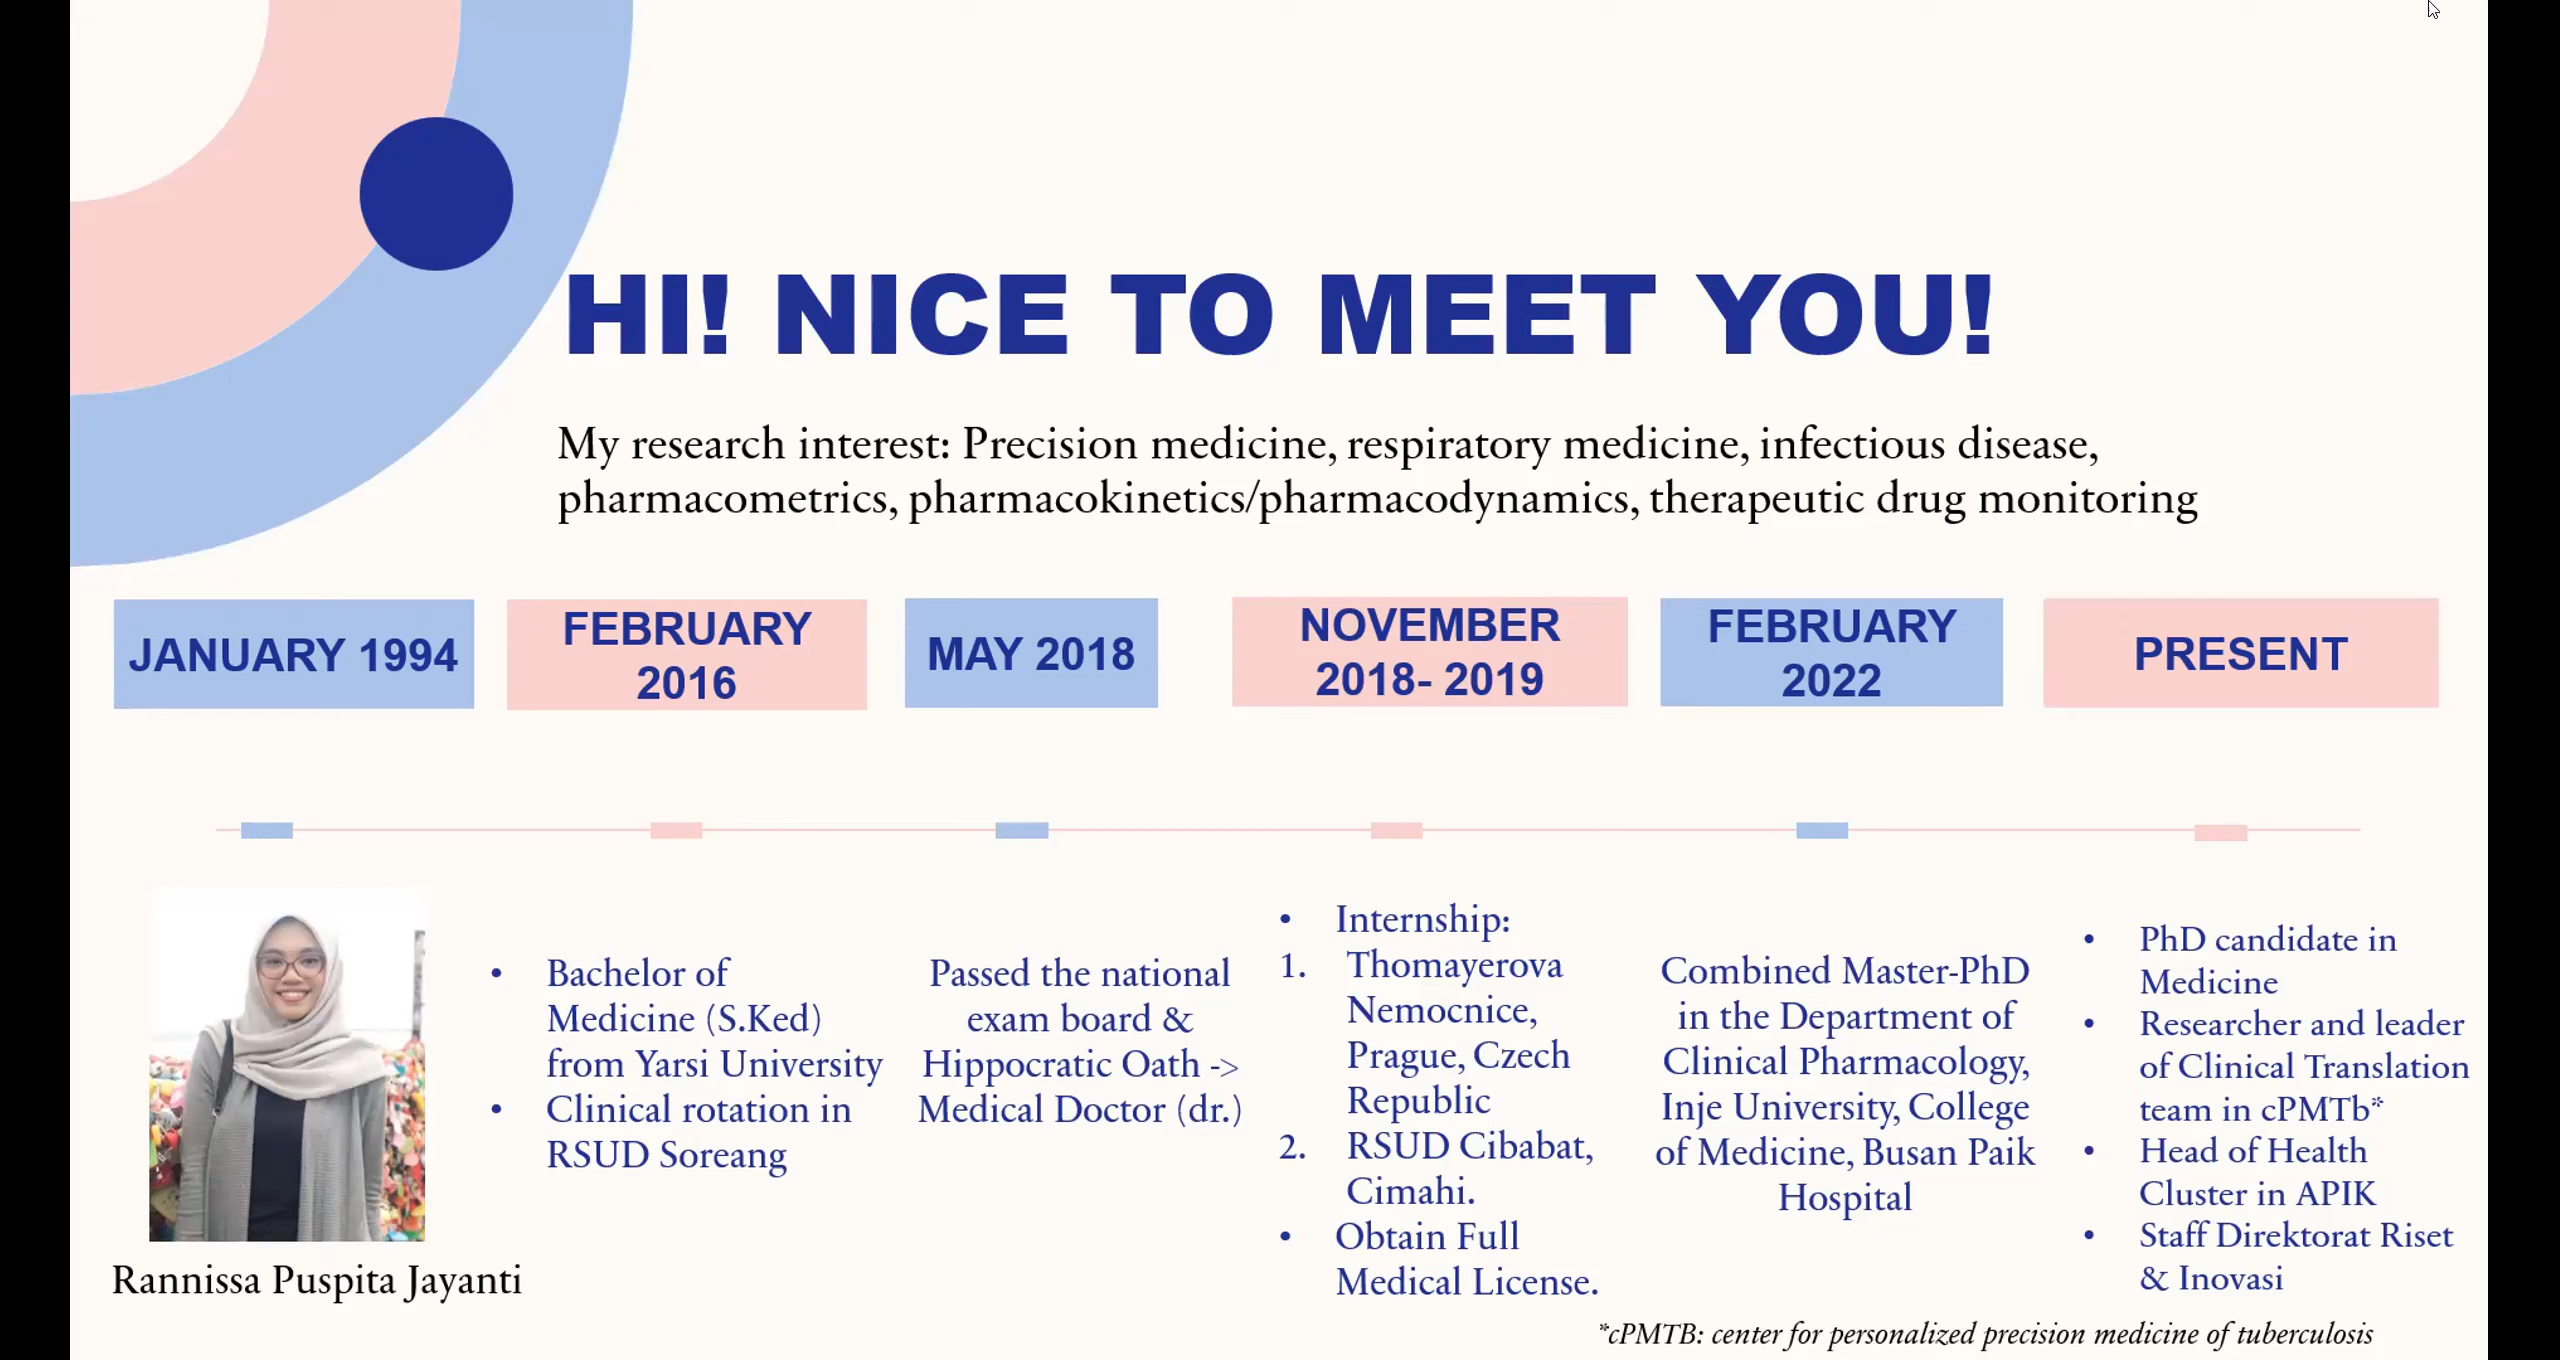 HI! NICE TO MEET YOU!
My research interest: Precision medicine, respiratory medicine, infectious disease,
pharmacometrics, pharmacokinetics/pharmacodynamics, therapeutic drug monitoring
JANUARY 1994
Rannissa Puspita Jayanti
FEBRUARY
2016
• Bachelor of
Medicine (S.Ked)
from Yarsi University
• Clinical rotation in
RSUD Soreang
MAY 2018
Passed the national
exam board &
Hippocratic Oath ->
Medical Doctor (dr.)
NOVEMBER
2018- 2019
• Internship:
1. Thomayerova
Nemocnice,
Prague, Czech
Republic
2. RSUD Cibabat,
Cimahi.
• Obtain Full
Medical License.
FEBRUARY
2022
Combined Master-PhD
in the Department of
Clinical Pharmacology,
Inje University, College
of Medicine, Busan Paik
Hospital
PRESENT
• PhD candidate in
Medicine
• Researcher and leader
of Clinical Translation
team in cPMTb*
• Head of Health
Cluster in APIK
• Staff Direktorat Riset
& Inovasi
*cPMTB: center for personalized precision medicine of tuberculosis